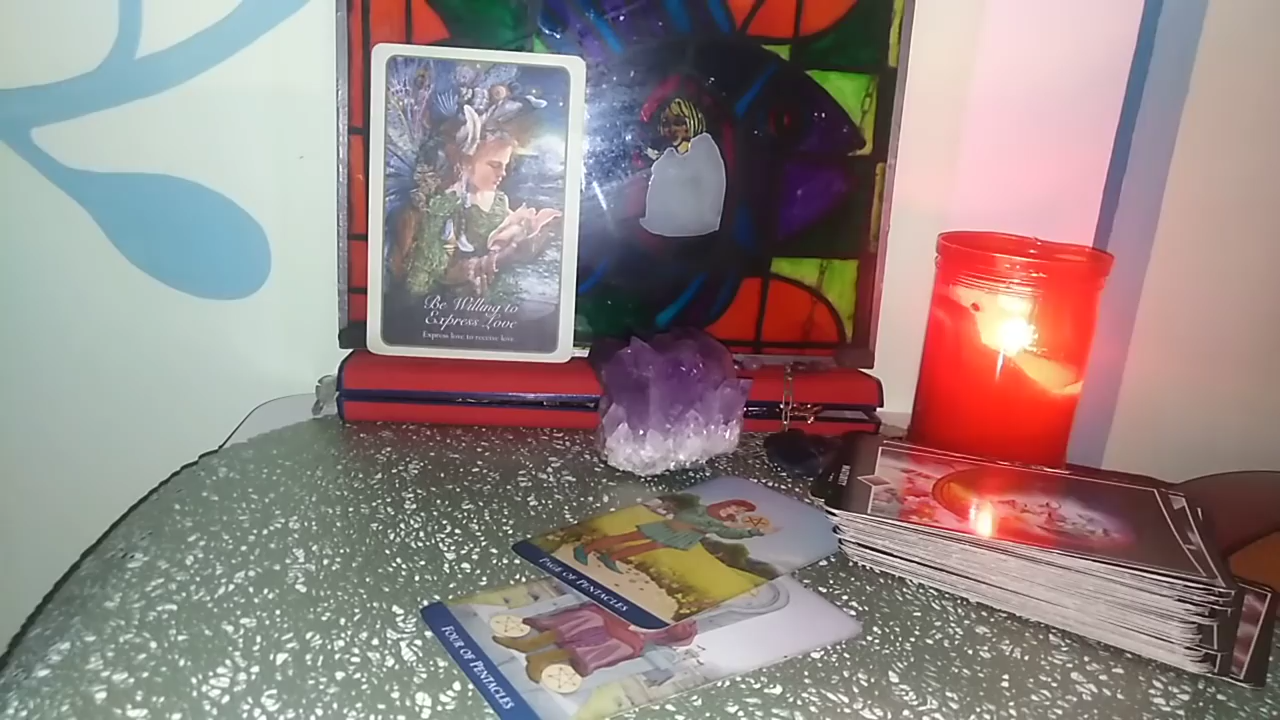 Be Willing to
Express Love
Express love to receive love
PAGE OF PENTACLES
FOUR OF PENTACLES